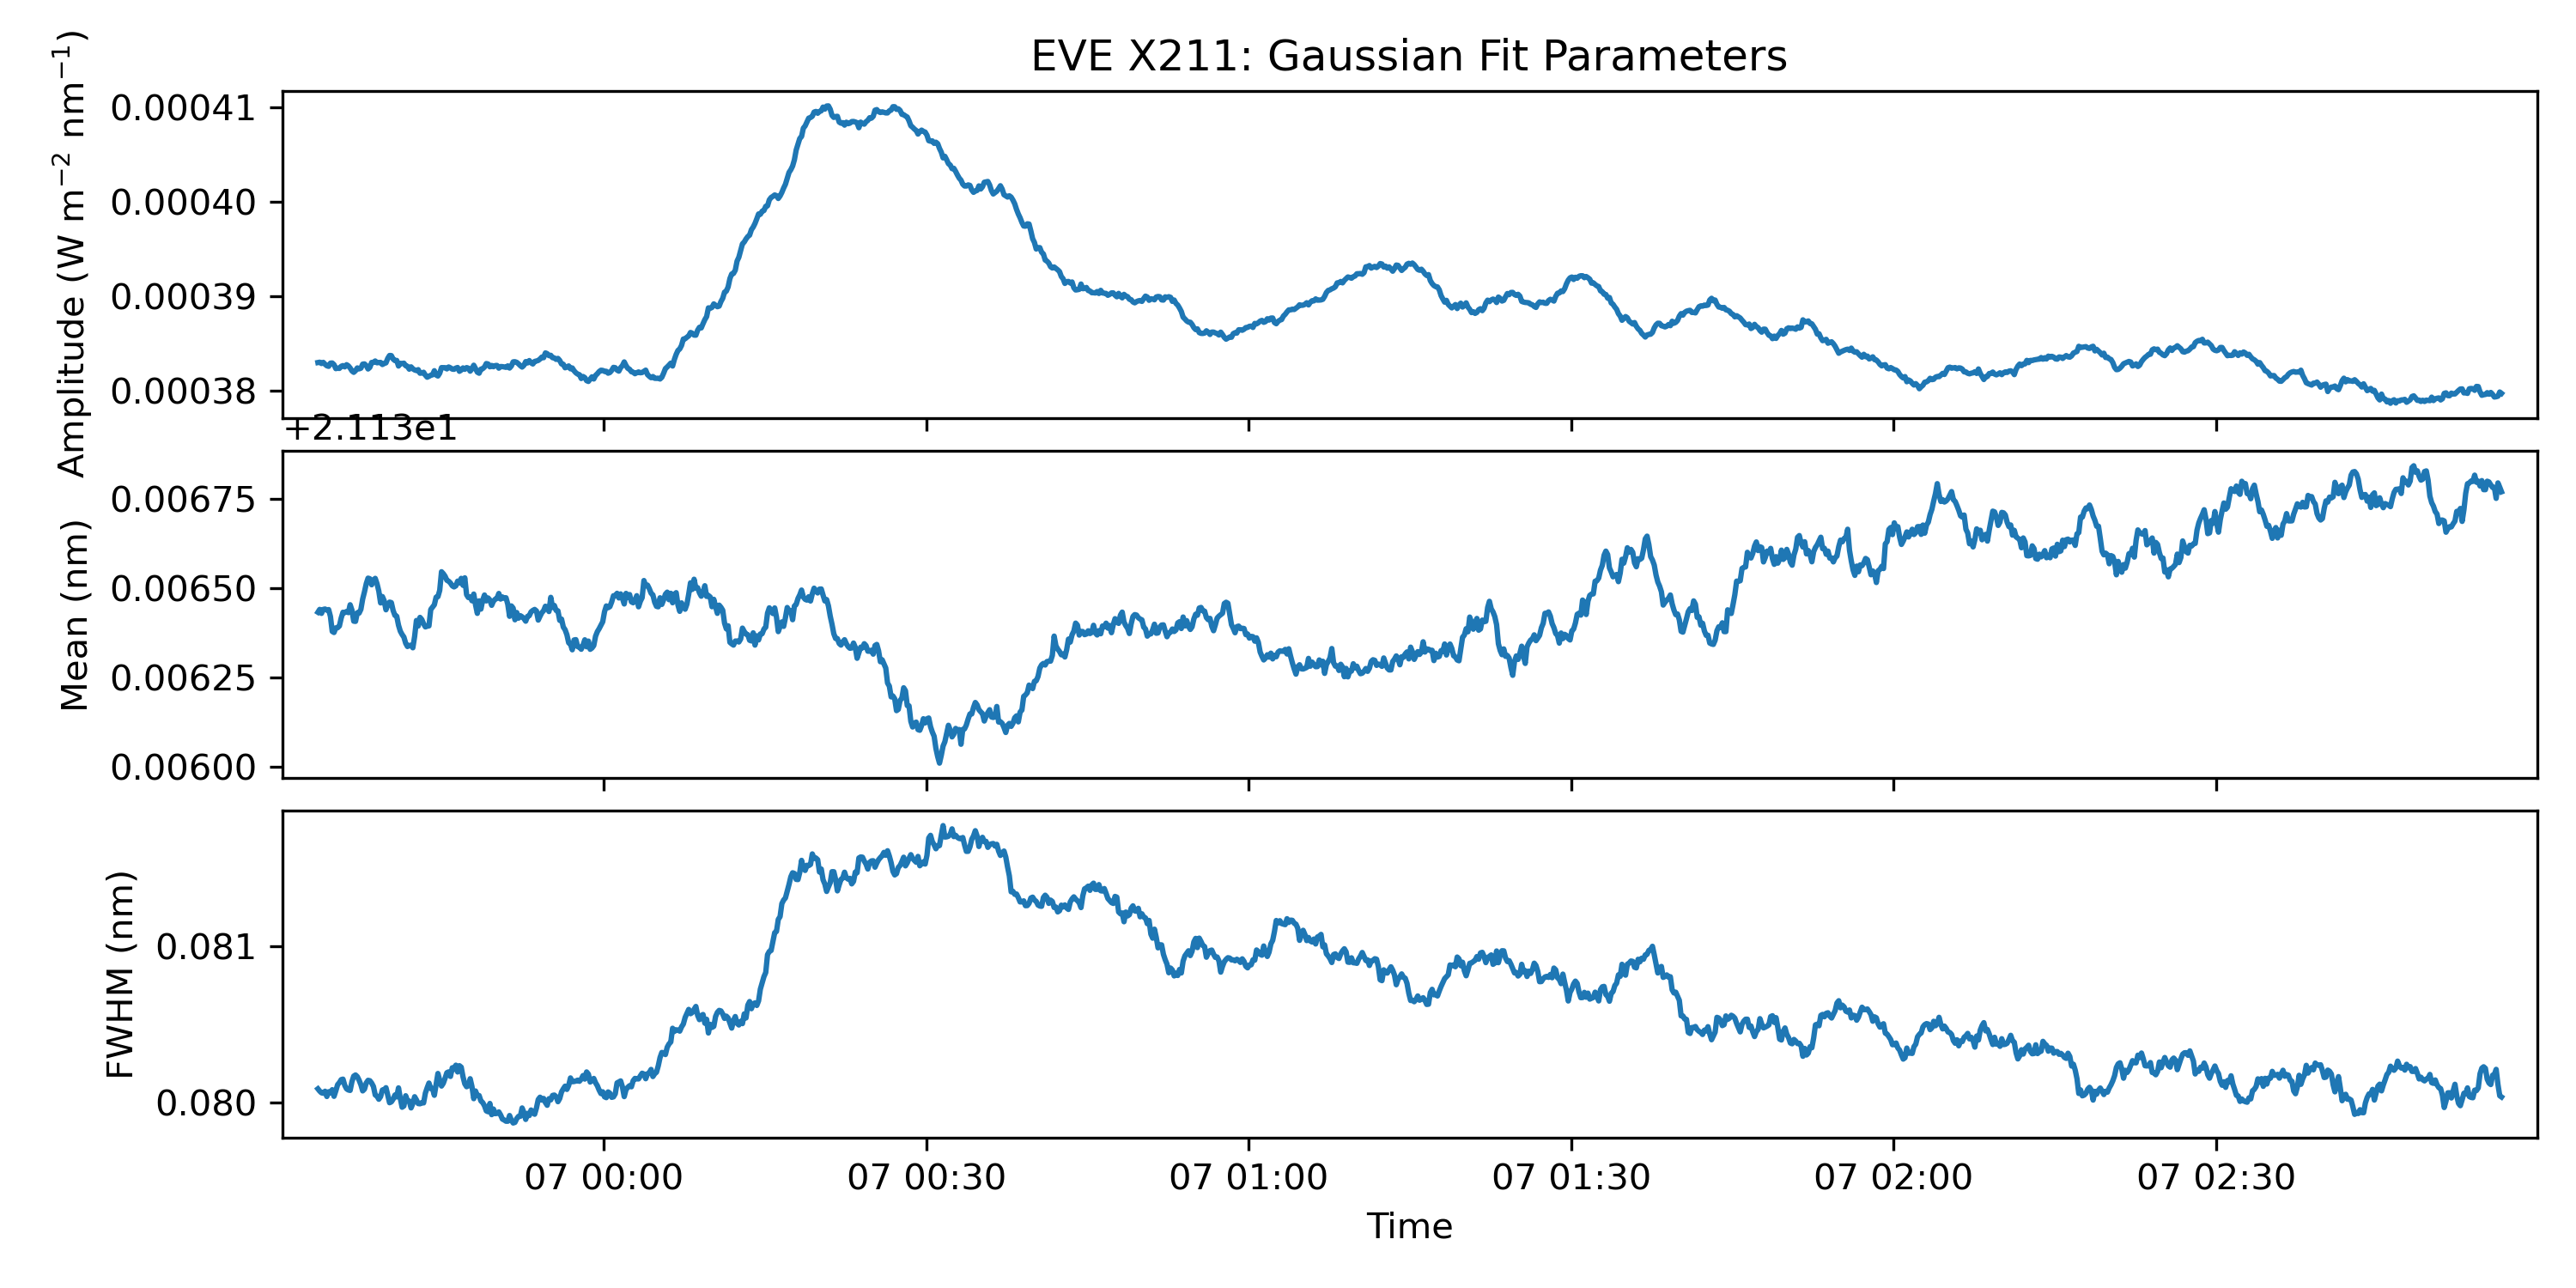 EVE X211: Gaussian Fit Parameters
Amplitude (W m⁻² nm⁻¹)
0.00041
0.00040
0.00039
0.00038
+2.113e1
Mean (nm)
0.00675
0.00650
0.00625
0.00600
FWHM (nm)
0.081
0.080
07 00:00 07 00:30 07 01:00 07 01:30 07 02:00 07 02:30
Time